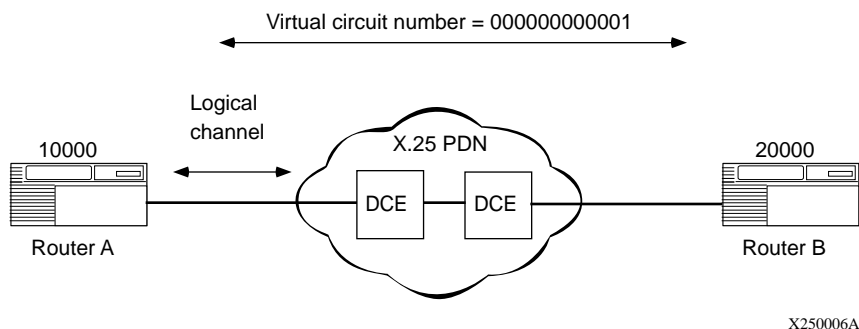 Virtual circuit number = 000000000001
Logical
channel
X.25 PDN
10000
20000
DCE
DCE
Router A
Router B
X250006A